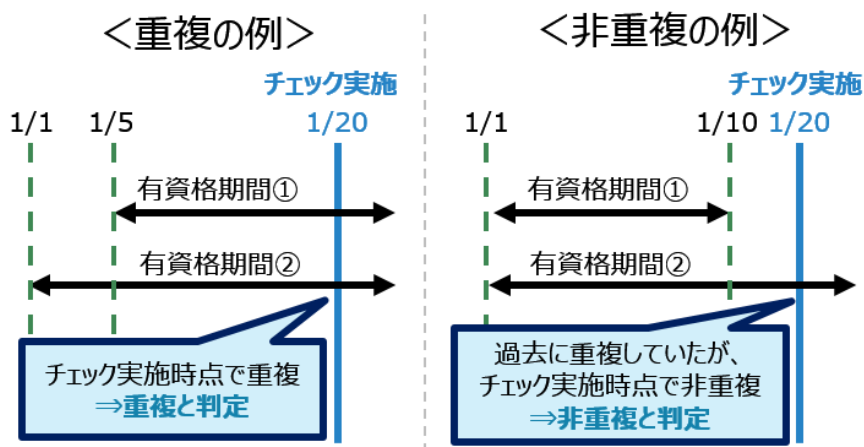 ＜重複の例＞
チェック実施
1/1 1/5 1/20
有資格期間①
有資格期間②
チェック実施時点で重複
⇒重複と判定
＜非重複の例＞
チェック実施
1/1 1/10 1/20
有資格期間①
有資格期間②
過去に重複していたが、
チェック実施時点で非重複
⇒非重複と判定